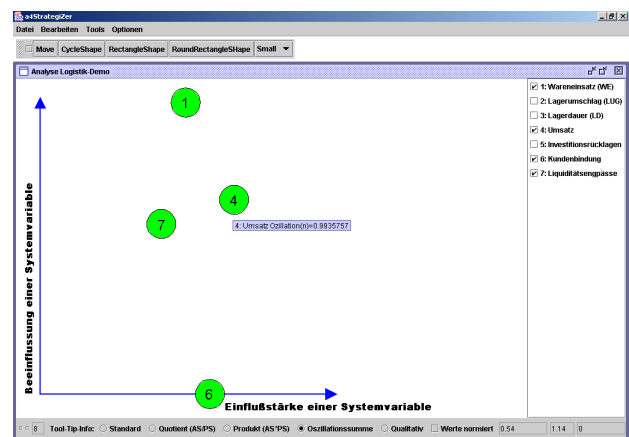 a4StrategiZer
Datei Bearbeiten Tools Optionen
Move CycleShape RectangleShape RoundRectangleSHape Small
Analyse Logistik-Demo
1: Wareneinsatz (WE)
2: Lagerumschlag (LUG)
3: Lagerdauer (LD)
4: Umsatz
5: Investitionsrücklagen
6: Kundenbindung
7: Liquiditätsengpässe
Beeinflussung einer Systemvariable
1
4
7
4: Umsatz Ozillation(n)=0.9935757
6
Einflußstärke einer Systemvariable
8 Tool-Tip-Info: Standard Quotient (AS/PS) Produkt (AS*PS) Oszillationssumme Qualitativ Werte normiert 0.54 1.14 0